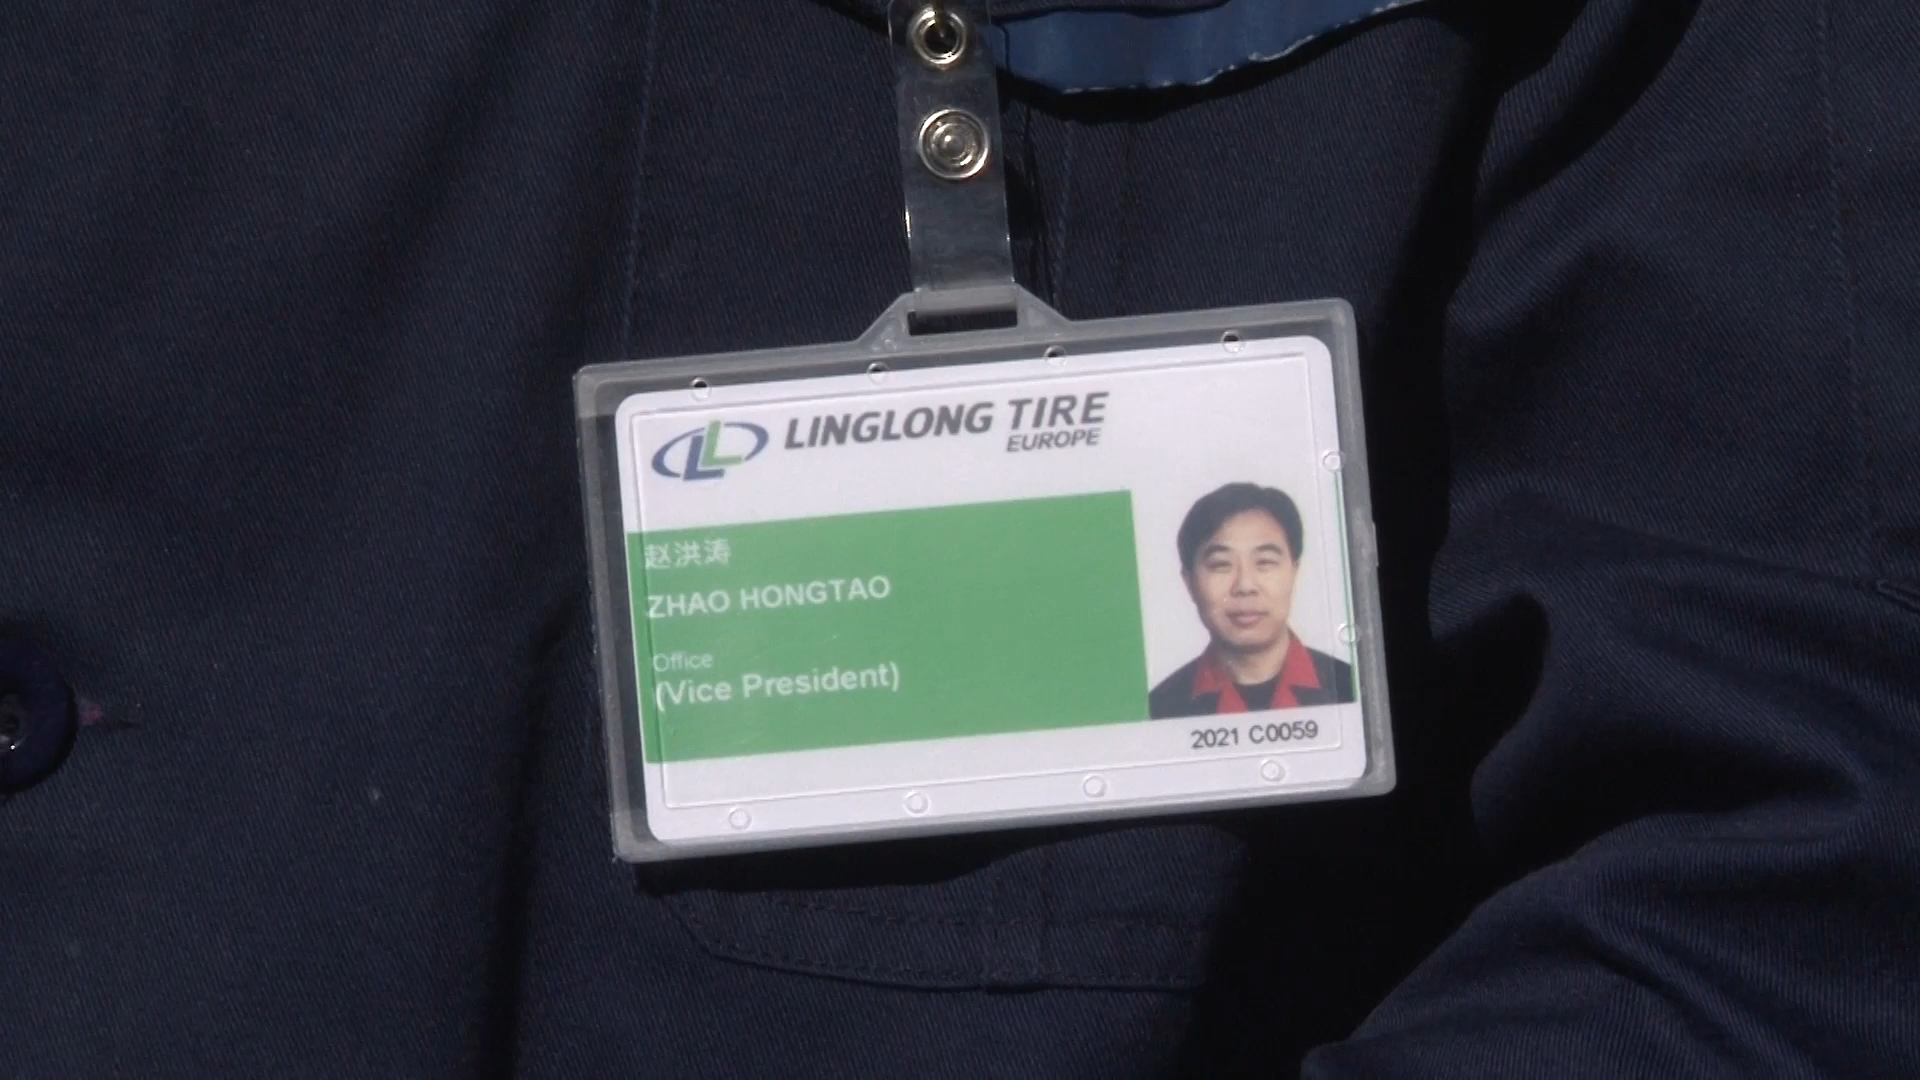 LINGLONG TIRE
EUROPE
赵洪涛
ZHAO HONGTAO
Office
(Vice President)
2021 C0059